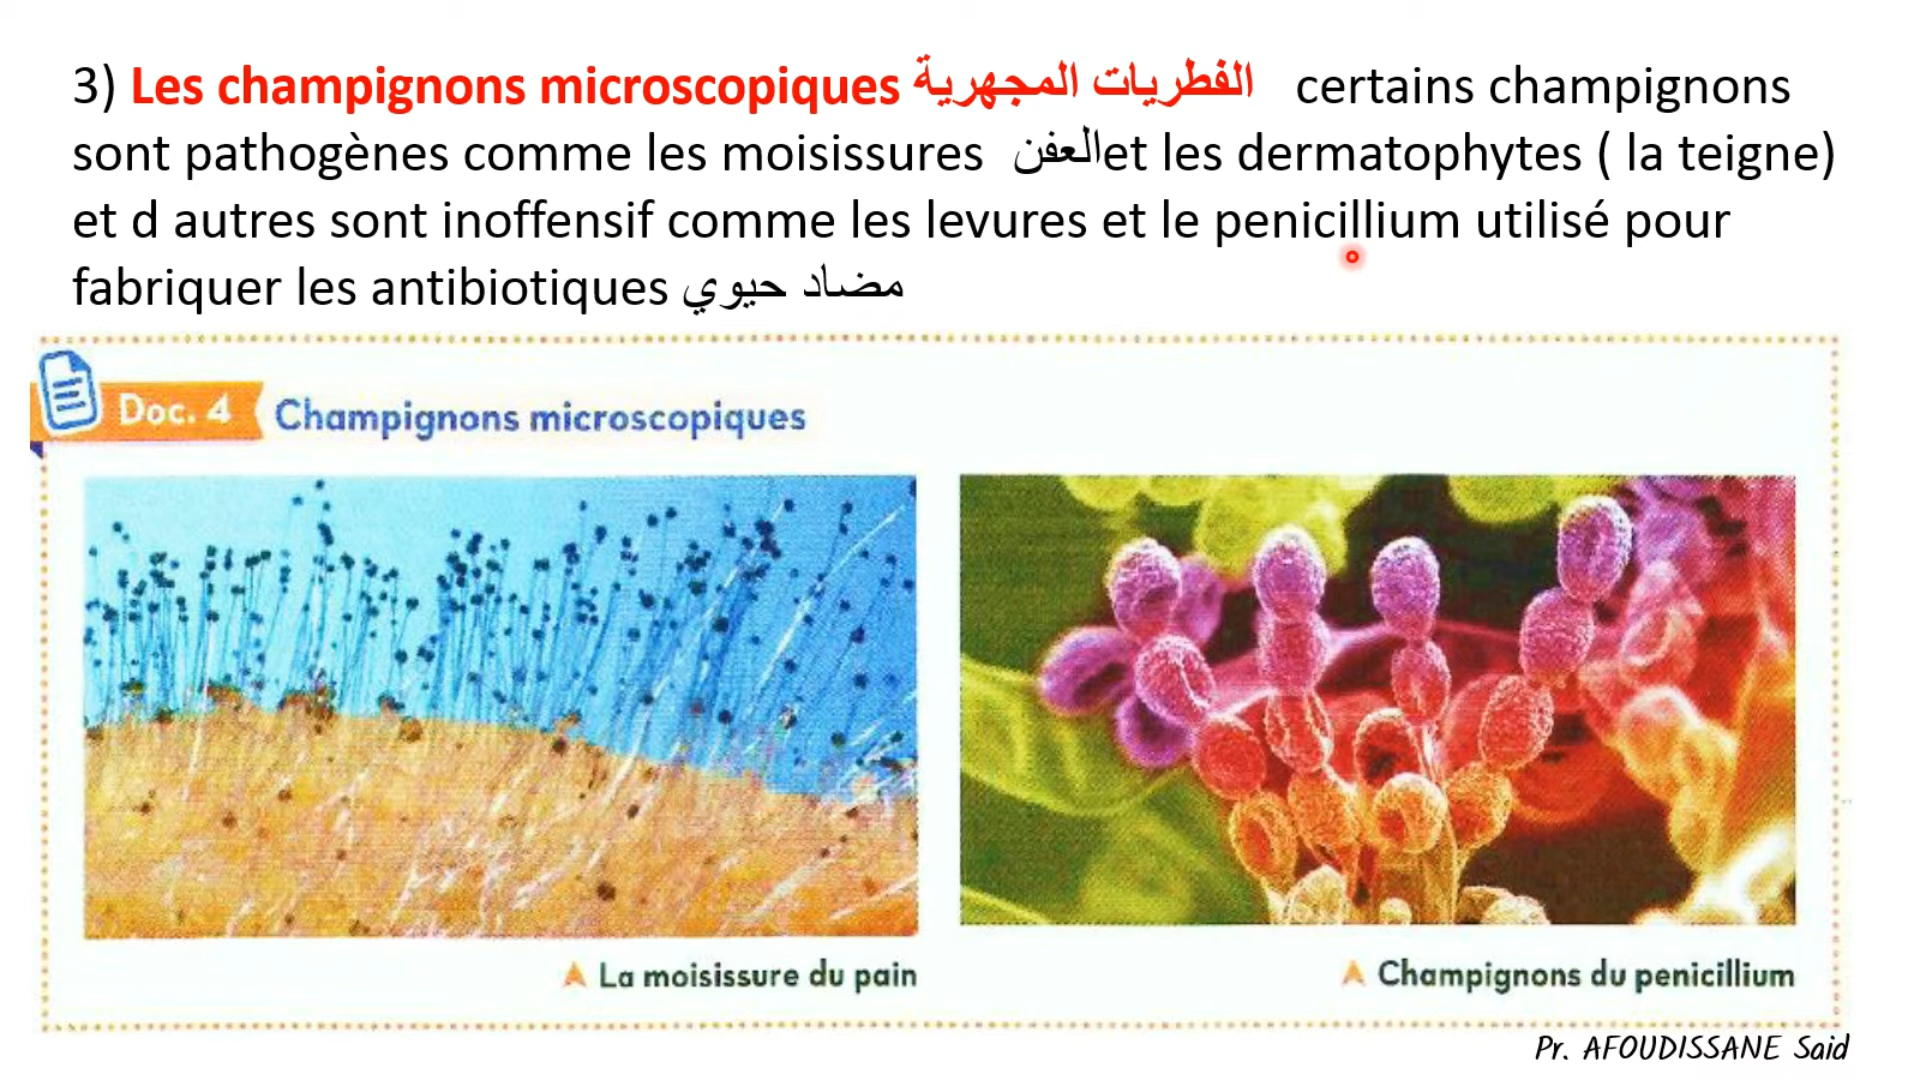 3) Les champignons microscopiques الفطريات المجهرية certains champignons
sont pathogènes comme les moisissures العفن et les dermatophytes ( la teigne)
et d autres sont inoffensif comme les levures et le penicillium utilisé pour
fabriquer les antibiotiques مضاد حيوي
Doc. 4 Champignons microscopiques
La moisissure du pain
Champignons du penicillium
Pr. AFOUDISSANE Said